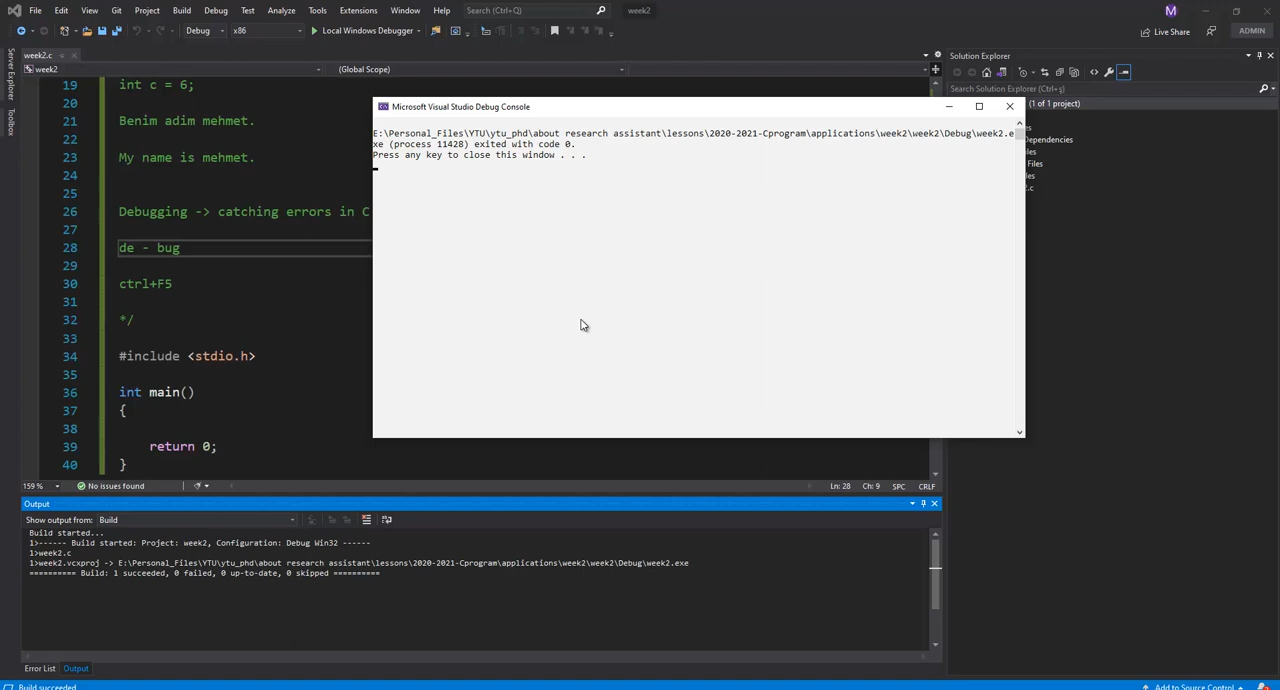 File Edit View Git Project Build Debug Test Analyze Tools Extensions Window Help Search (Ctrl+Q) week2 M
Debug x86 Local Windows Debugger Live Share ADMIN
Server Explorer
Toolbox
week2.c
week2 (Global Scope)
19 int c = 6;
20
21 Benim adim mehmet.
22
23 My name is mehmet.
24
25
26 Debugging -> catching errors in C
27
28 de - bug
29
30 ctrl+F5
31
32 */
33
34 #include <stdio.h>
35
36 int main()
37 {
38
39 return 0;
40 }
159 % No issues found Ln: 28 Ch: 9 SPC CRLF
Microsoft Visual Studio Debug Console
E:\Personal_Files\YTU\ytu_phd\about research assistant\lessons\2020-2021-Cprogram\applications\week2\week2\Debug\week2.e
xe (process 11428) exited with code 0.
Press any key to close this window . . .
Solution Explorer
Search Solution Explorer (Ctrl+ş)
(1 of 1 project)
es
Dependencies
iles
Files
les
.c
Output
Show output from: Build
Build started...
1>------ Build started: Project: week2, Configuration: Debug Win32 ------
1>week2.c
1>week2.vcxproj -> E:\Personal_Files\YTU\ytu_phd\about research assistant\lessons\2020-2021-Cprogram\applications\week2\week2\Debug\week2.exe
========== Build: 1 succeeded, 0 failed, 0 up-to-date, 0 skipped ==========
Error List Output
Build succeeded Add to Source Control